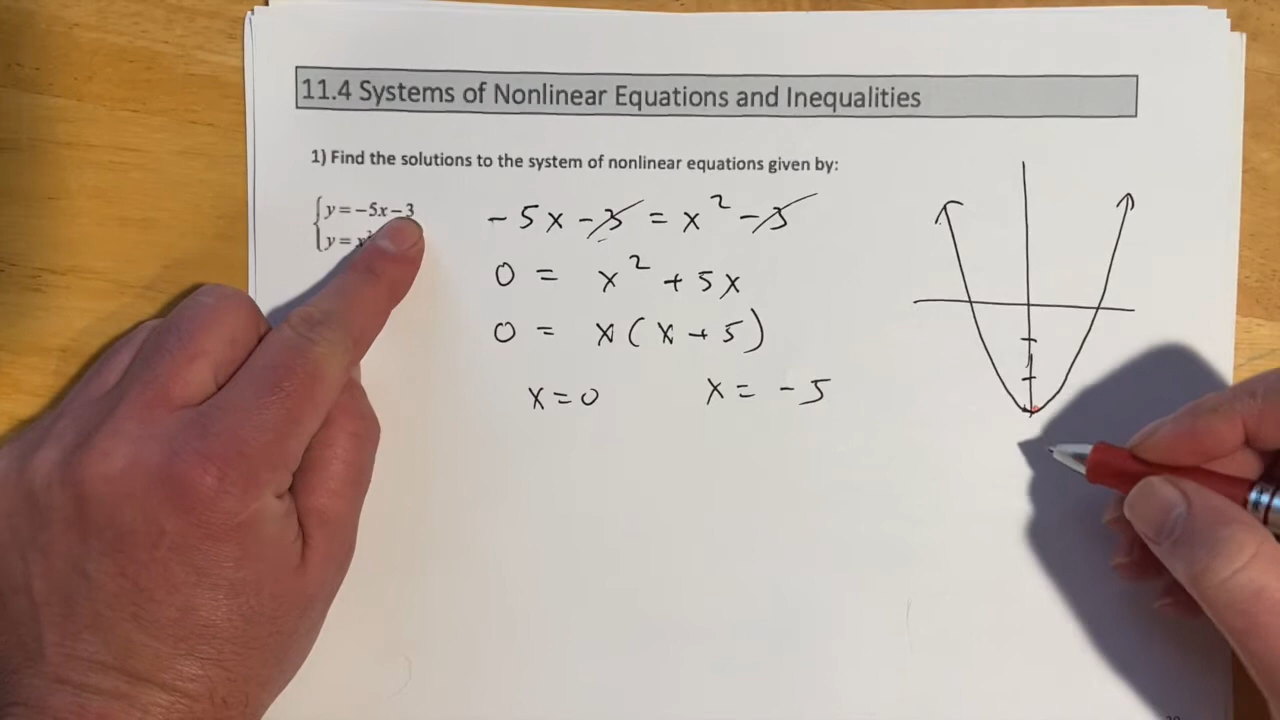 11.4 Systems of Nonlinear Equations and Inequalities
1) Find the solutions to the system of nonlinear equations given by:
y = -5x - 3
y = x²
-5x - 3 = x² - 3
0 = x² + 5x
0 = x(x + 5)
x = 0 x = -5